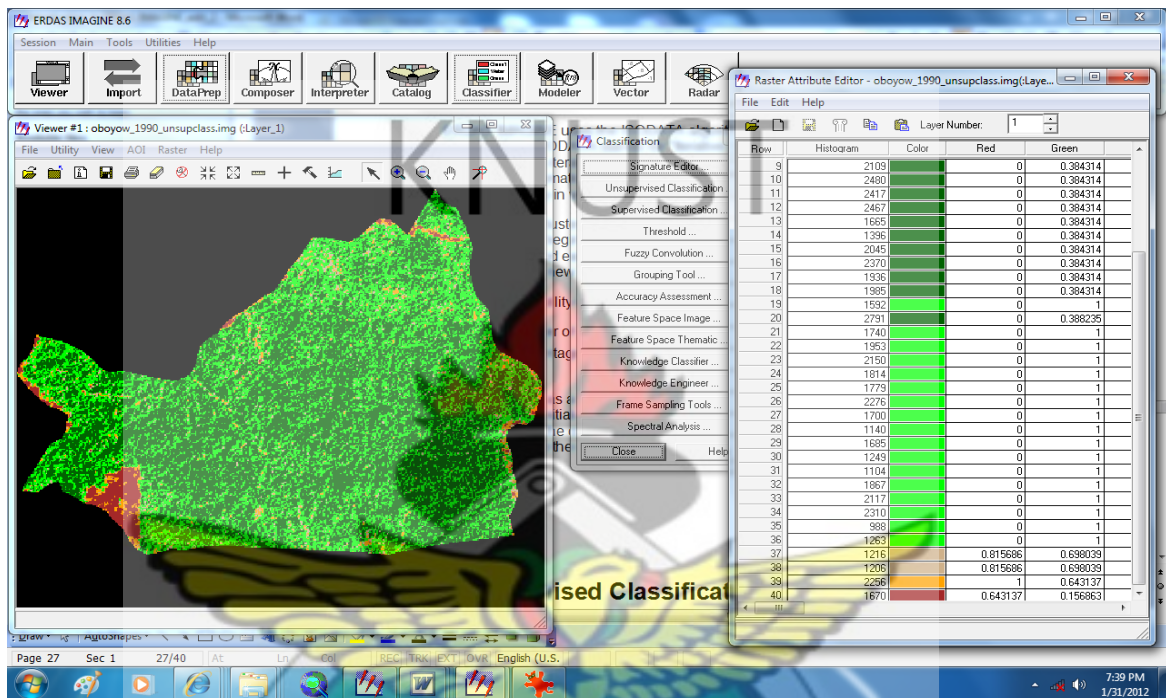 ERDAS IMAGINE 8.6
Session Main Tools Utilities Help
Viewer Import DataPrep Composer Interpreter Catalog Classifier Modeler Vector Radar
Viewer #1 : oboyow_1990_unsupclass.img (:Layer_1)
File Utility View AOI Raster Help
KNUST
Classification
Signature Editor ...
Unsupervised Classification
Supervised Classification ...
Threshold ...
Fuzzy Convolution ...
Grouping Tool ...
Accuracy Assessment ...
Feature Space Image ...
Feature Space Thematic ...
Knowledge Classifier ...
Knowledge Engineer ...
Frame Sampling Tools ...
Spectral Analysis ...
Close Help
Raster Attribute Editor - oboyow_1990_unsupclass.img(:Laye...
File Edit Help
Layer Number: 1
Row Histogram Color Red Green
9 2109 0 0.384314
10 2480 0 0.384314
11 2417 0 0.384314
12 2467 0 0.384314
13 1665 0 0.384314
14 1396 0 0.384314
15 2045 0 0.384314
16 2370 0 0.384314
17 1936 0 0.384314
18 1985 0 0.384314
19 1592 0 1
20 2791 0 0.388235
21 1740 0 1
22 1953 0 1
23 2150 0 1
24 1814 0 1
25 1779 0 1
26 2276 0 1
27 1700 0 1
28 1140 0 1
29 1685 0 1
30 1249 0 1
31 1104 0 1
32 1867 0 1
33 2117 0 1
34 2310 0 1
35 988 0 1
36 1263 0 1
37 1216 0.815686 0.698039
38 1206 0.815686 0.698039
39 2256 1 0.643137
40 1670 0.643137 0.156863
ised Classificat
Draw AutoShapes
Page 27 Sec 1 27/40 At Ln Col REC TRK EXT OVR English (U.S.
7:39 PM
1/31/2012